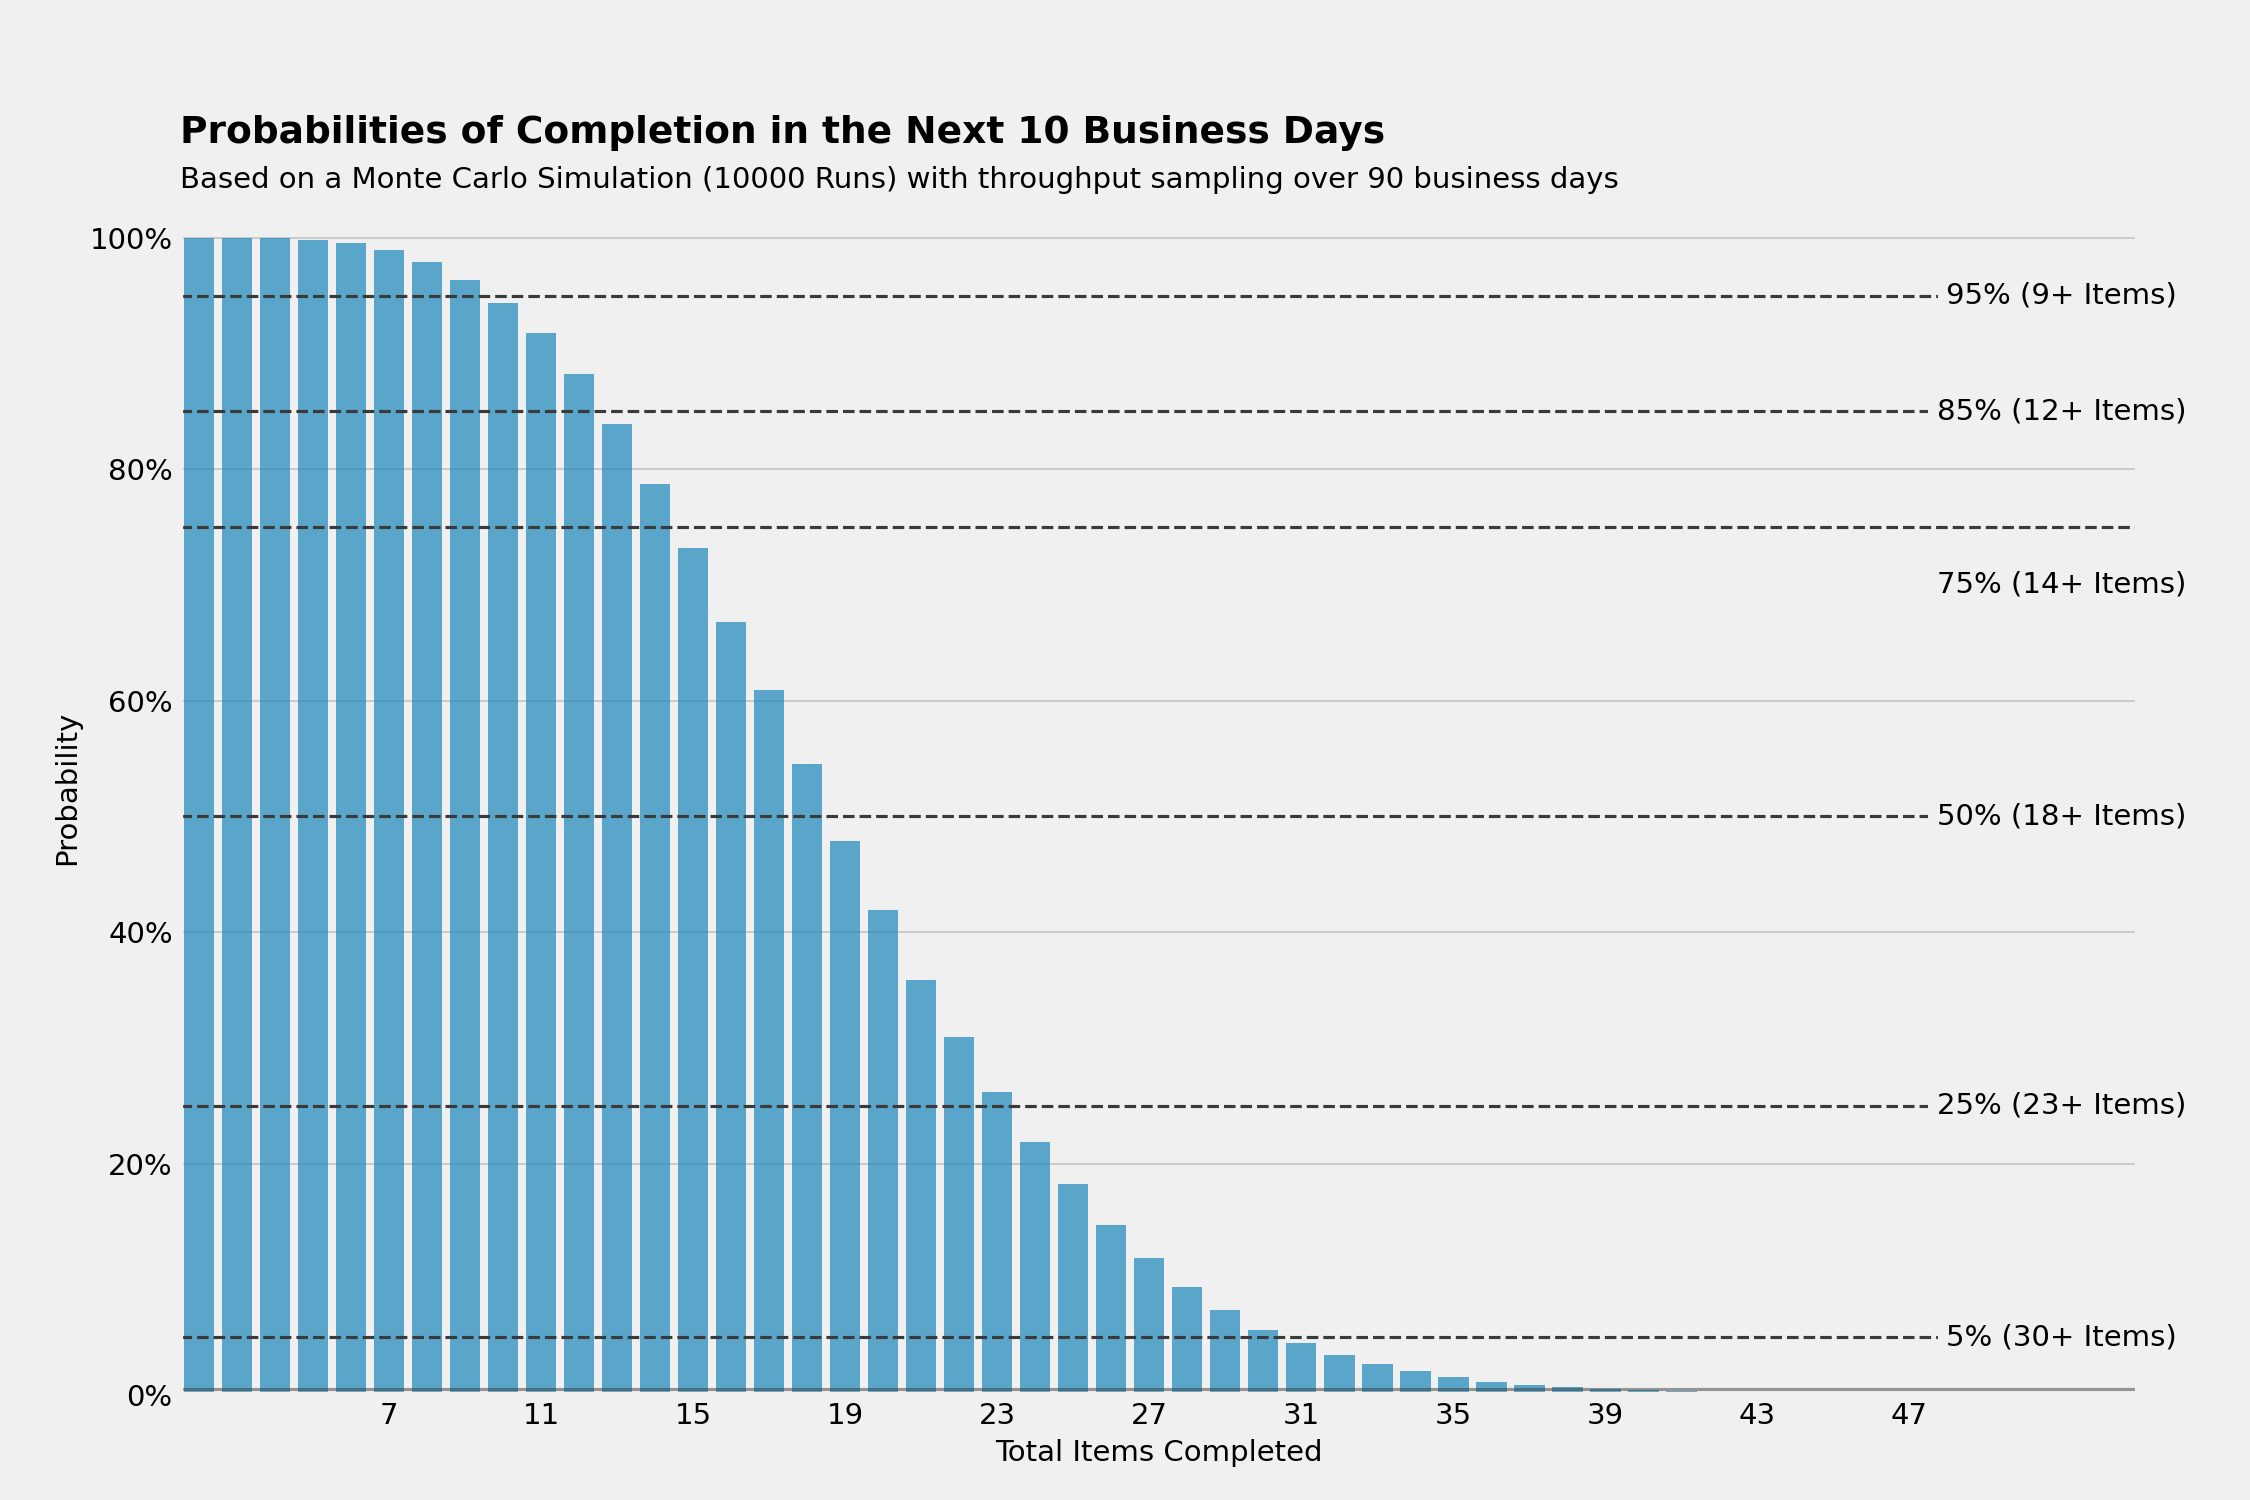 Probabilities of Completion in the Next 10 Business Days
Based on a Monte Carlo Simulation (10000 Runs) with throughput sampling over 90 business days
100%
95% (9+ Items)
85% (12+ Items)
80%
75% (14+ Items)
60%
Probability
50% (18+ Items)
40%
25% (23+ Items)
20%
5% (30+ Items)
0%
7 11 15 19 23 27 31 35 39 43 47
Total Items Completed